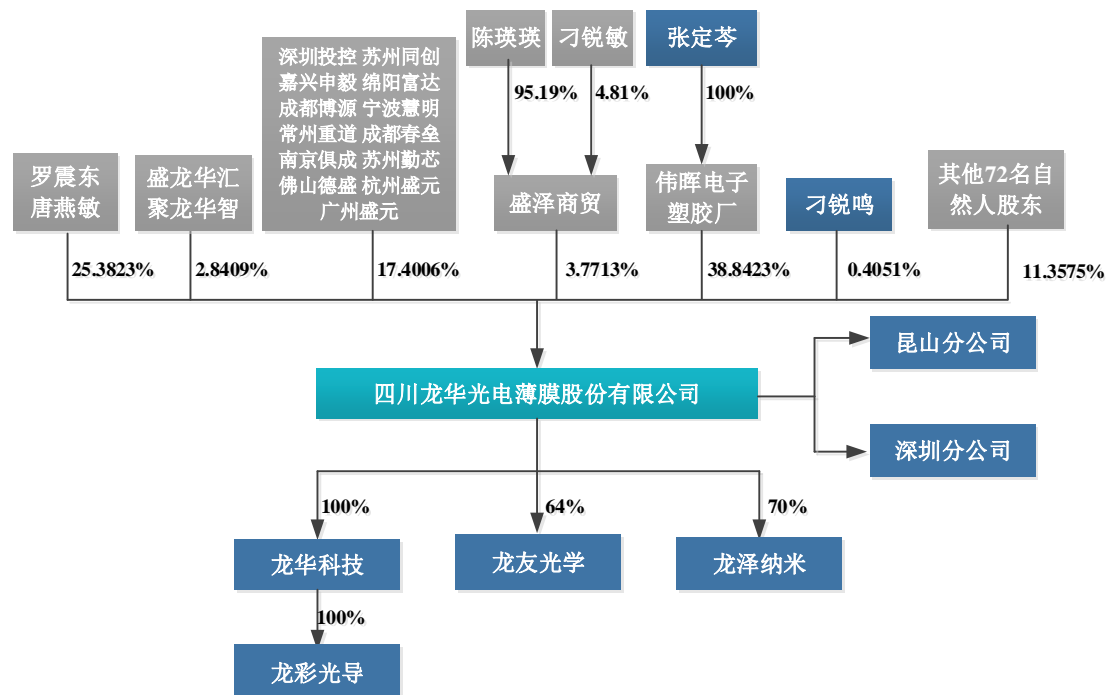 陈瑛瑛
刁锐敏
张定芩
深圳投控 苏州同创
嘉兴申毅 绵阳富达
成都博源 宁波慧明
常州重道 成都春垒
南京俱成 苏州勤芯
佛山德盛 杭州盛元
广州盛元
95.19%
4.81%
100%
罗震东
唐燕敏
盛龙华汇
聚龙华智
盛泽商贸
伟晖电子
塑胶厂
刁锐鸣
其他72名自
然人股东
25.3823%
2.8409%
17.4006%
3.7713%
38.8423%
0.4051%
11.3575%
昆山分公司
四川龙华光电薄膜股份有限公司
深圳分公司
100%
64%
70%
龙华科技
龙友光学
龙泽纳米
100%
龙彩光导